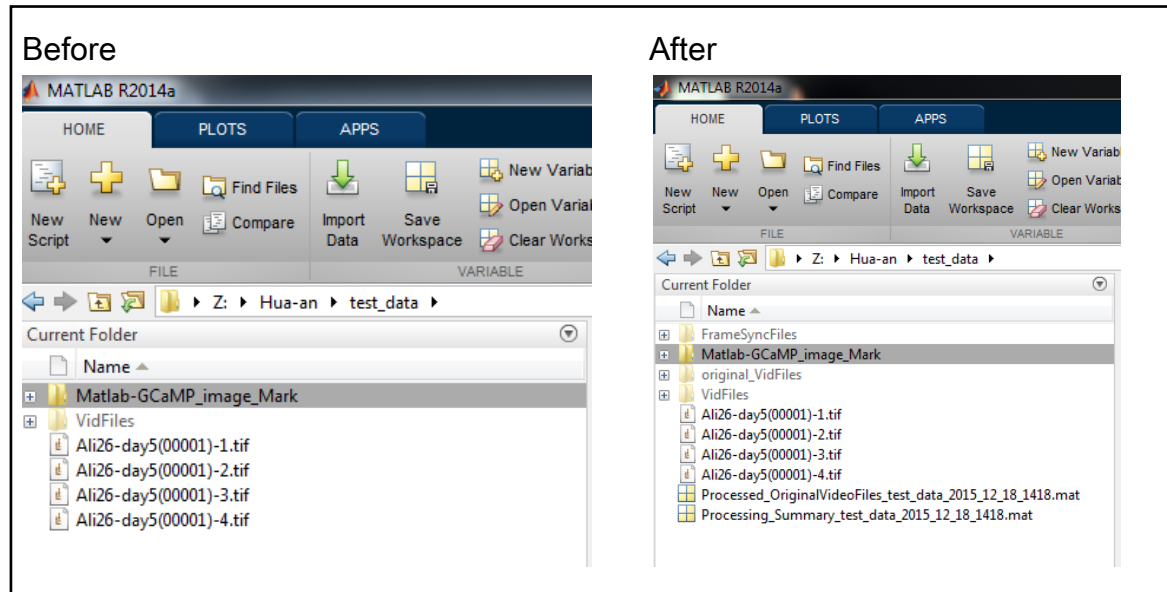 Before
MATLAB R2014a
HOME PLOTS APPS
New Script
New
Open
Find Files
Compare
Import Data
Save Workspace
New Variab
Open Varial
Clear Works
FILE VARIABLE
Z: Hua-an test_data
Current Folder
Name
Matlab-GCaMP_image_Mark
VidFiles
Ali26-day5(00001)-1.tif
Ali26-day5(00001)-2.tif
Ali26-day5(00001)-3.tif
Ali26-day5(00001)-4.tif
After
MATLAB R2014a
HOME PLOTS APPS
New Script
New
Open
Find Files
Compare
Import Data
Save Workspace
New Variab
Open Variat
Clear Works
FILE VARIABLE
Z: Hua-an test_data
Current Folder
Name
FrameSyncFiles
Matlab-GCaMP_image_Mark
original_VidFiles
VidFiles
Ali26-day5(00001)-1.tif
Ali26-day5(00001)-2.tif
Ali26-day5(00001)-3.tif
Ali26-day5(00001)-4.tif
Processed_OriginalVideoFiles_test_data_2015_12_18_1418.mat
Processing_Summary_test_data_2015_12_18_1418.mat